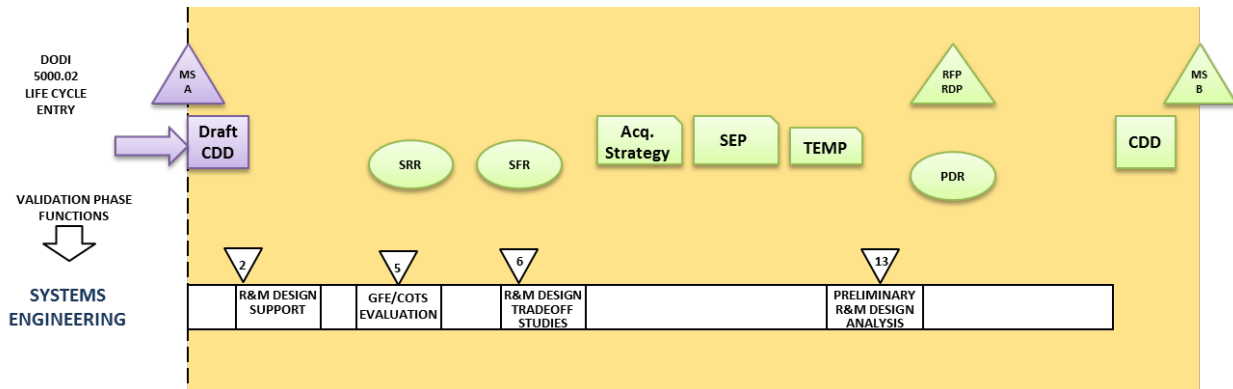 DODI
5000.02
LIFE CYCLE
ENTRY
MS
A
RFP
RDP
MS
B
Draft
CDD
SRR
SFR
Acq.
Strategy
SEP
TEMP
PDR
CDD
VALIDATION PHASE
FUNCTIONS
2
5
6
13
SYSTEMS
ENGINEERING
R&M DESIGN
SUPPORT
GFE/COTS
EVALUATION
R&M DESIGN
TRADEOFF
STUDIES
PRELIMINARY
R&M DESIGN
ANALYSIS